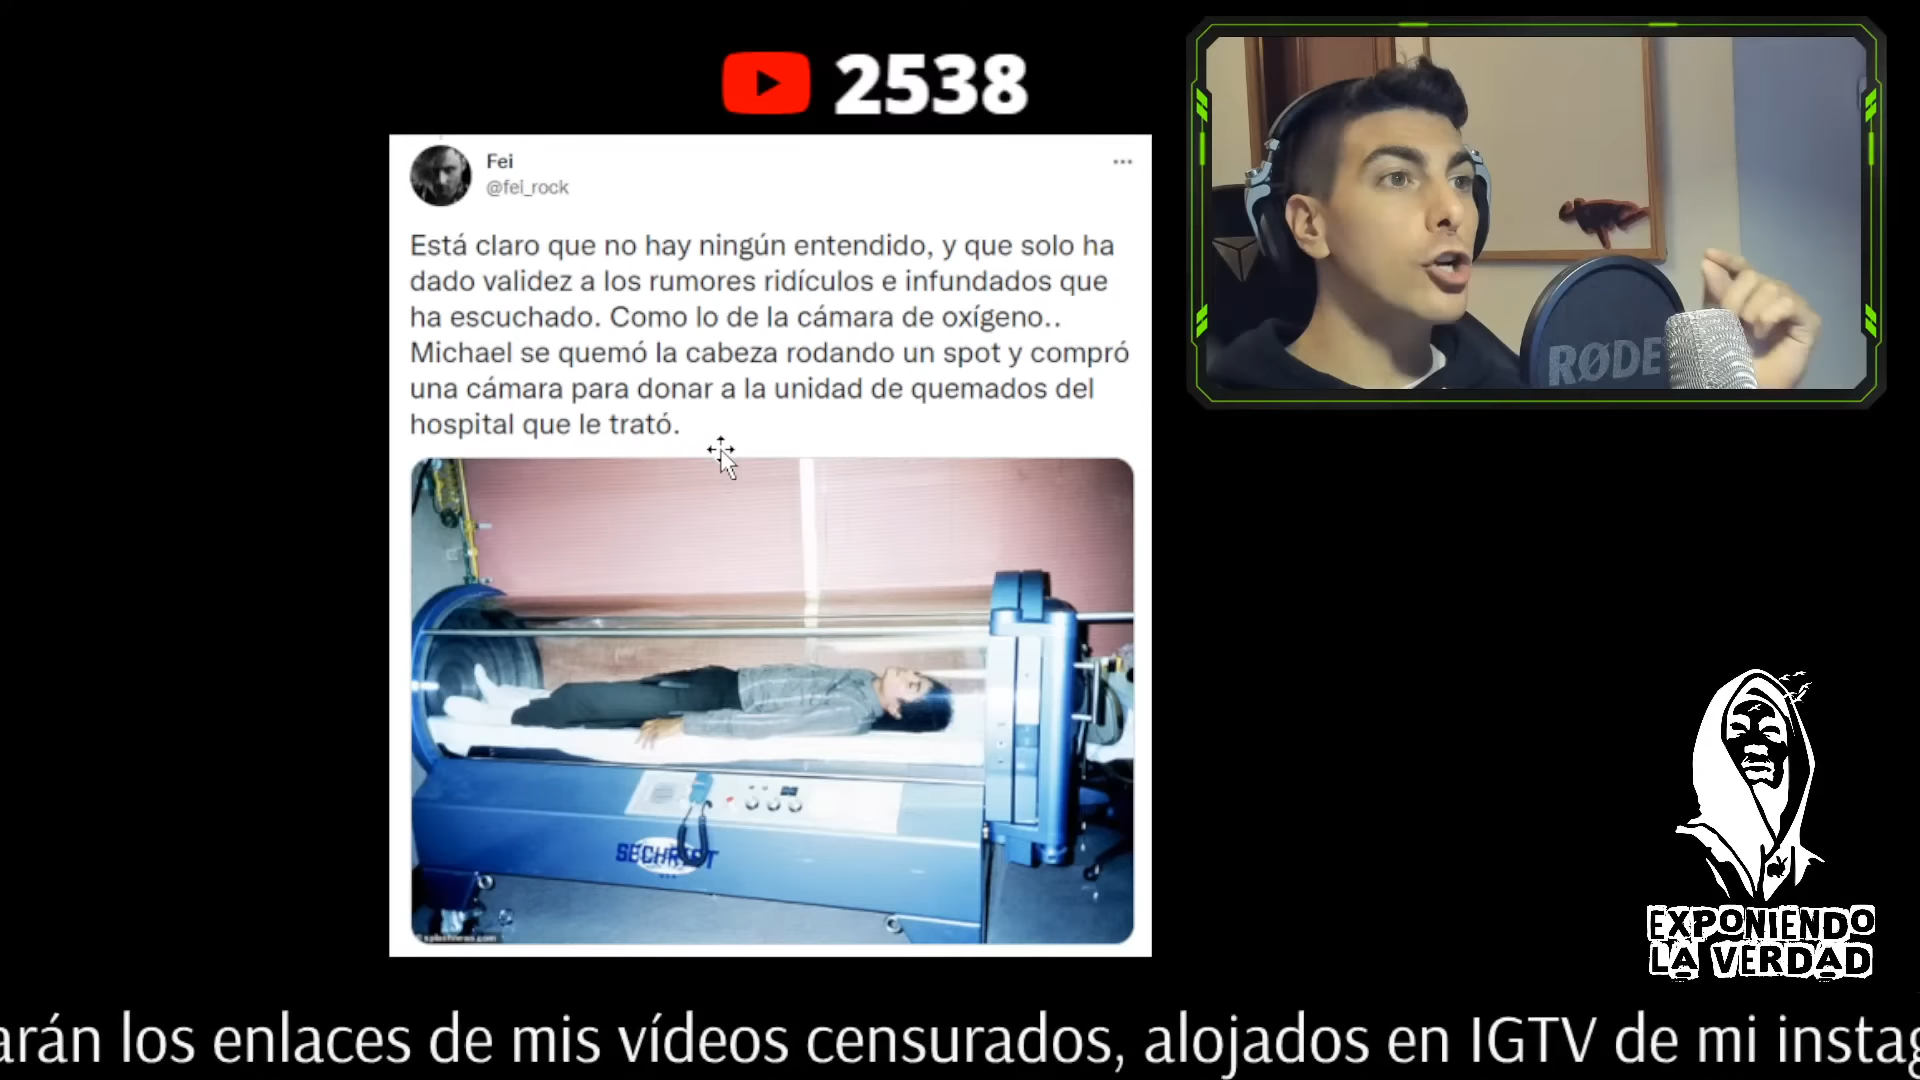 2538
Fei
@fei_rock
Está claro que no hay ningún entendido, y que solo ha
dado validez a los rumores ridículos e infundados que
ha escuchado. Como lo de la cámara de oxígeno..
Michael se quemó la cabeza rodando un spot y compró
una cámara para donar a la unidad de quemados del
hospital que le trató.
RØDE
SECHRIST
EXPONIENDO
LA VERDAD
arán los enlaces de mis vídeos censurados, alojados en IGTV de mi instag